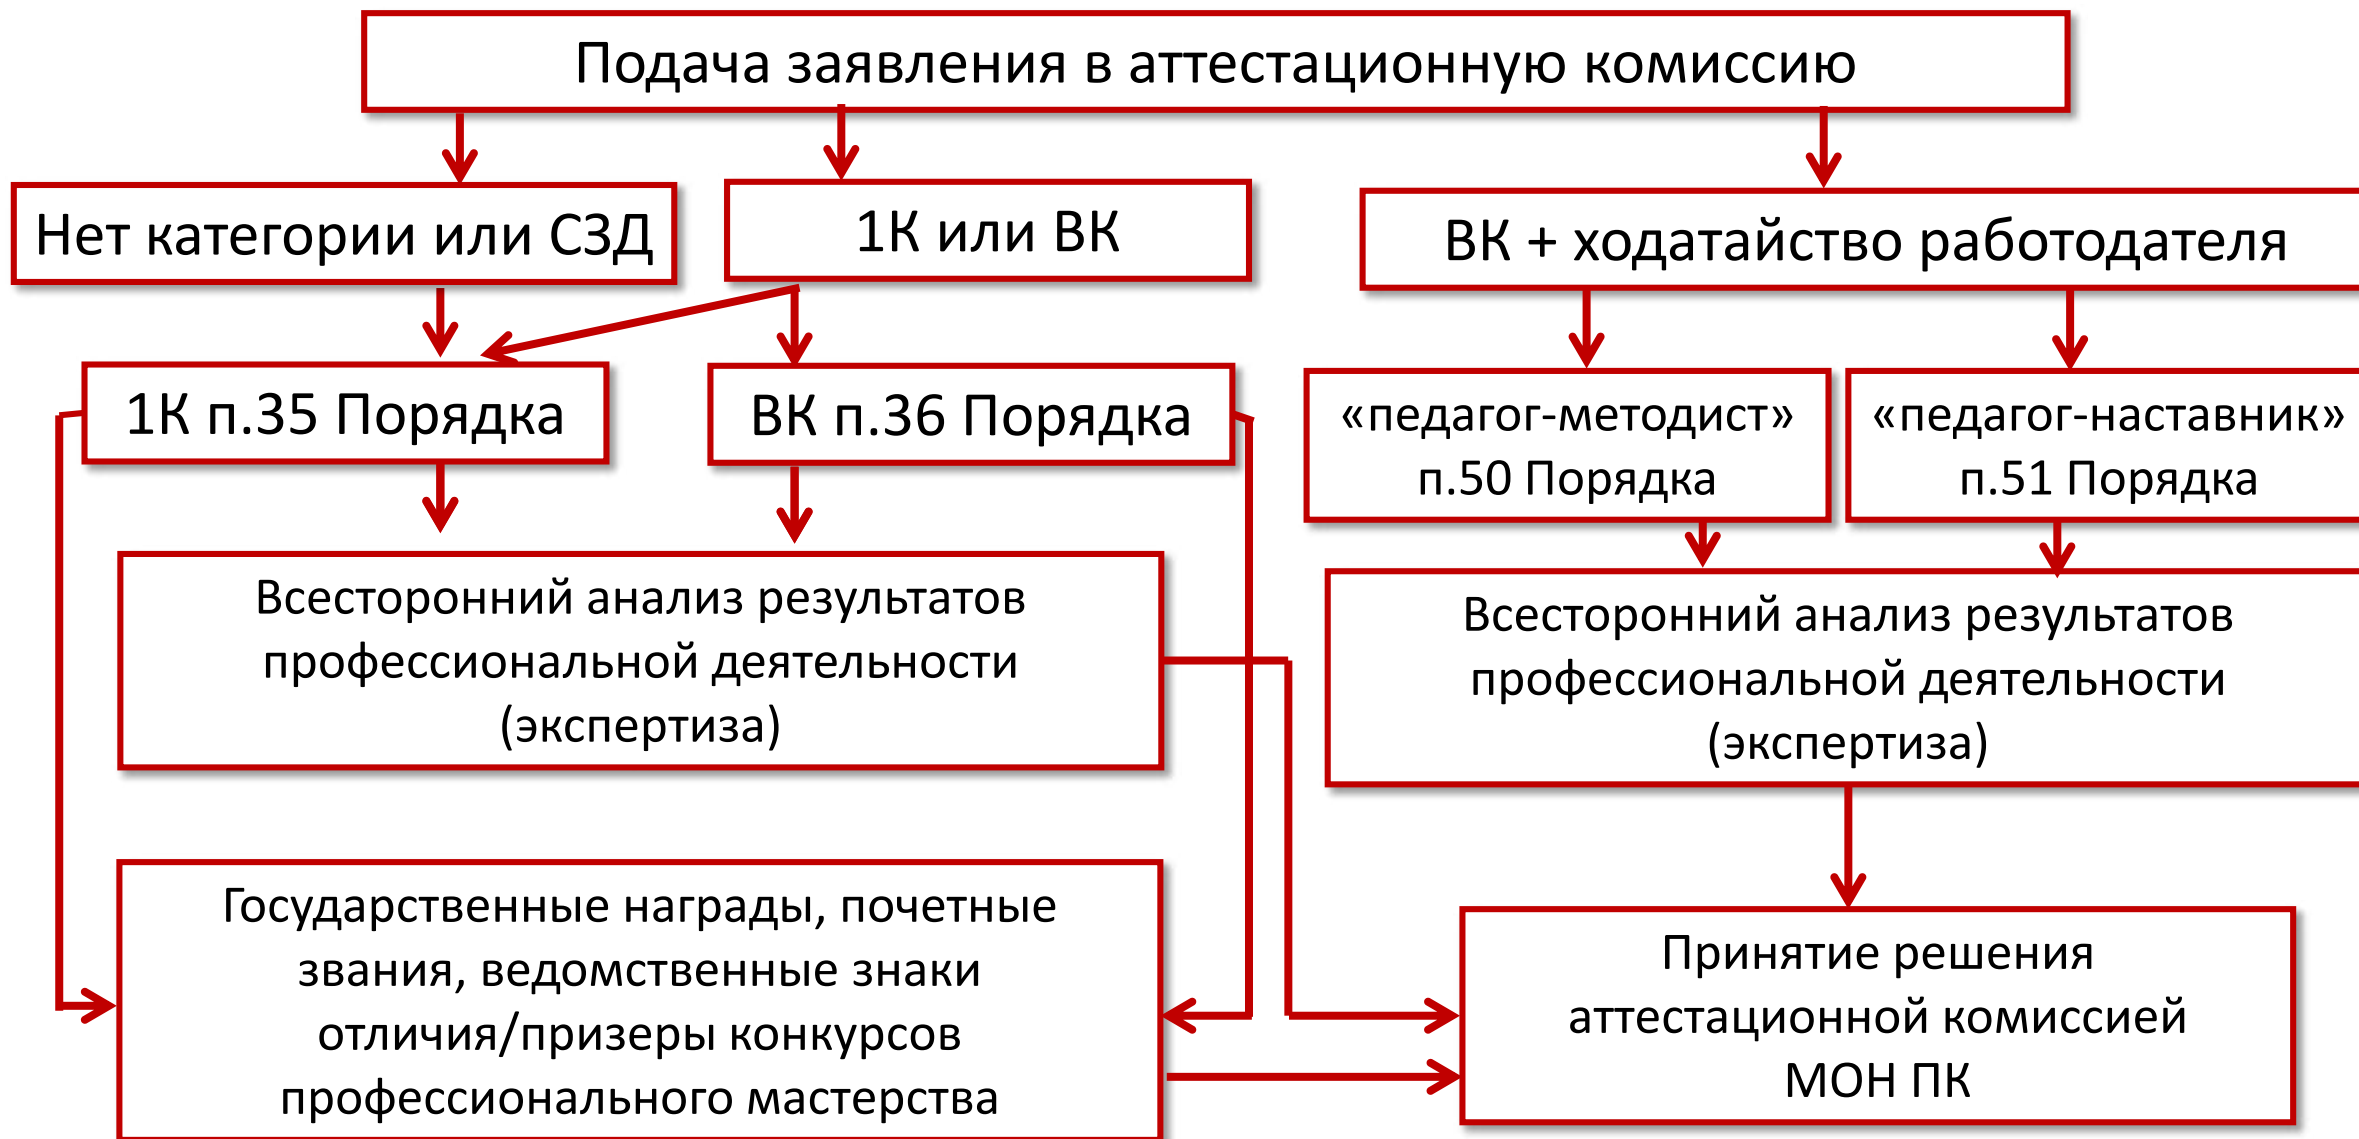 Подача заявления в аттестационную комиссию
Нет категории или СЗД
1К или ВК
ВК + ходатайство работодателя
1К п.35 Порядка
ВК п.36 Порядка
«педагог-методист»
п.50 Порядка
«педагог-наставник»
п.51 Порядка
Всесторонний анализ результатов
профессиональной деятельности
(экспертиза)
Всесторонний анализ результатов
профессиональной деятельности
(экспертиза)
Государственные награды, почетные
звания, ведомственные знаки
отличия/призеры конкурсов
профессионального мастерства
Принятие решения
аттестационной комиссией
МОН ПК